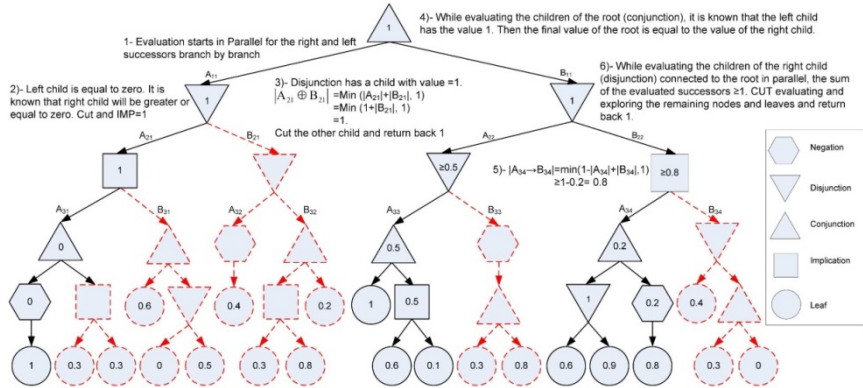 4)- While evaluating the children of the root (conjunction), it is known that the left child
has the value 1. Then the final value of the root is equal to the value of the right child.
1
1- Evaluation starts in Parallel for the right and left
successors branch by branch
A11
B11
2)- Left child is equal to zero. It is
known that right child will be greater or
equal to zero. Cut and IMP=1
1
3)- Disjunction has a child with value =1.
|A21 ⊕ B21| =Min (|A21|+|B21|, 1)
=Min (1+|B21|, 1)
=1.
Cut the other child and return back 1
1
6)- While evaluating the children of the right child
(disjunction) connected to the root in parallel, the sum
of the evaluated successors ≥1. CUT evaluating and
exploring the remaining nodes and leaves and return
back 1.
A21
B21
A22
B22
1
≥0.5
5)- |A34→B34|=min(1-|A34|+|B34|,1)
≥1-0.2= 0.8
≥0.8
A31
B31
A32
B32
A33
B33
A34
B34
0
0.5
0.2
0
0.6
0.4
0.2
1
0.5
1
0.2
0.4
1
0.3
0.3
0
0.5
0.3
0.8
0.6
0.1
0.3
0.8
0.6
0.9
0.8
0.3
0
Negation
Disjunction
Conjunction
Implication
Leaf